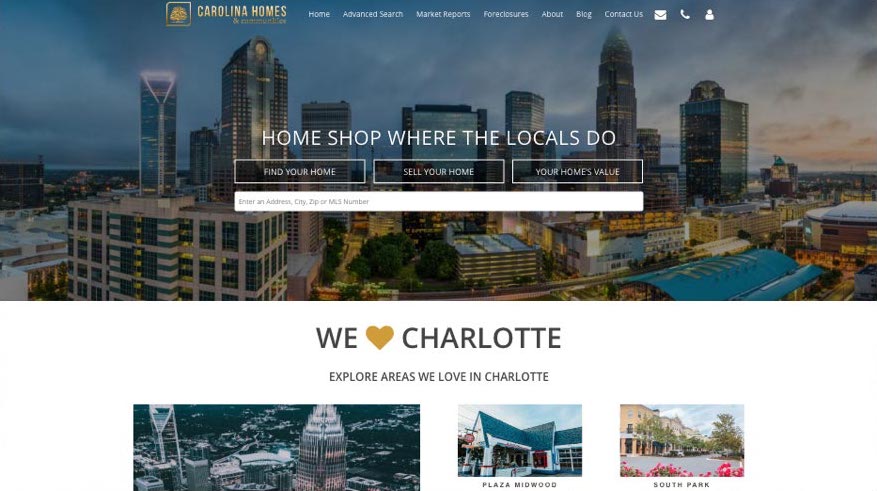 CAROLINA HOMES
& communities
Home Advanced Search Market Reports Foreclosures About Blog Contact Us
HOME SHOP WHERE THE LOCALS DO
FIND YOUR HOME SELL YOUR HOME YOUR HOME'S VALUE
Enter an Address, City, Zip or MLS Number
WE CHARLOTTE
EXPLORE AREAS WE LOVE IN CHARLOTTE
PLAZA MIDWOOD SOUTH PARK